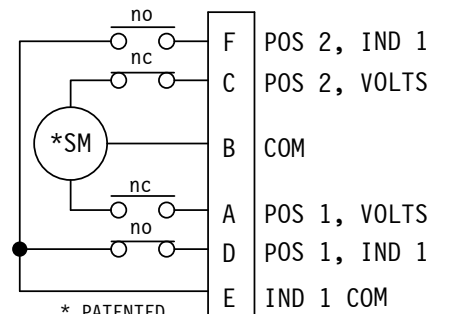 no
F POS 2, IND 1
nc
C POS 2, VOLTS
*SM
B COM
nc
A POS 1, VOLTS
no
D POS 1, IND 1
E IND 1 COM
* PATENTED